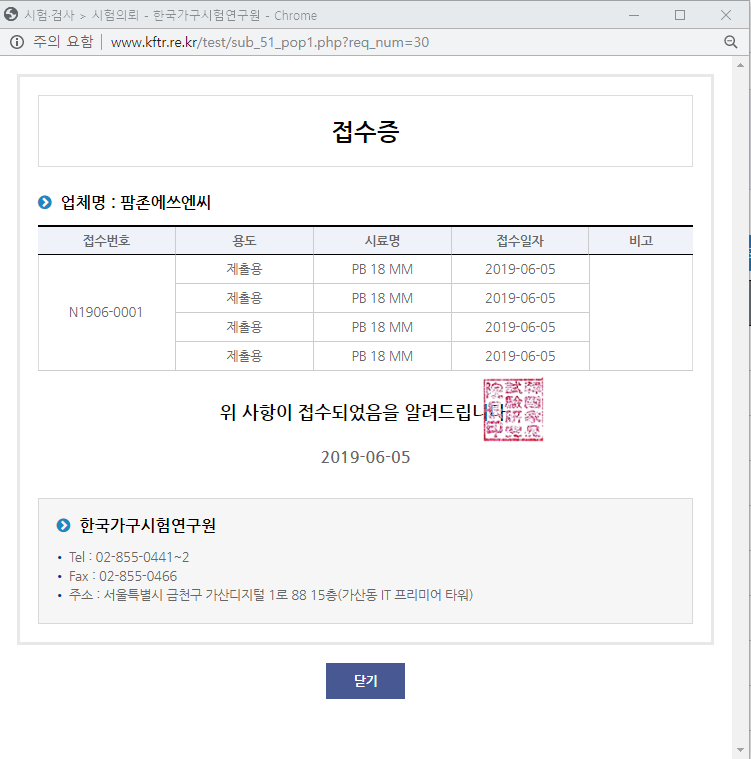 시험·검사 > 시험의뢰 - 한국가구시험연구원 - Chrome
주의 요함 | www.kftr.re.kr/test/sub_51_pop1.php?req_num=30
접수증
업체명 : 팜존에쓰엔씨
접수번호 용도 시료명 접수일자 비고
N1906-0001
제출용 PB 18 MM 2019-06-05
제출용 PB 18 MM 2019-06-05
제출용 PB 18 MM 2019-06-05
제출용 PB 18 MM 2019-06-05
위 사항이 접수되었음을 알려드립니다
2019-06-05
한국가구시험연구원
• Tel : 02-855-0441~2
• Fax : 02-855-0466
• 주소 : 서울특별시 금천구 가산디지털 1로 88 15층(가산동 IT 프리미어 타워)
닫기